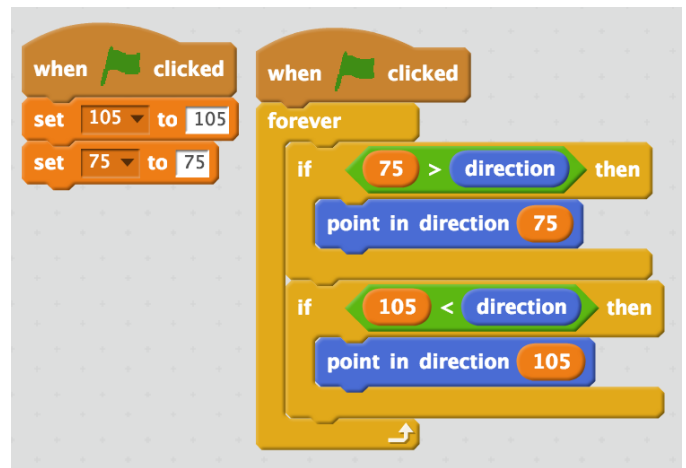 when clicked
set 105 to 105
set 75 to 75
when clicked
forever
if 75 > direction then
point in direction 75
if 105 < direction then
point in direction 105